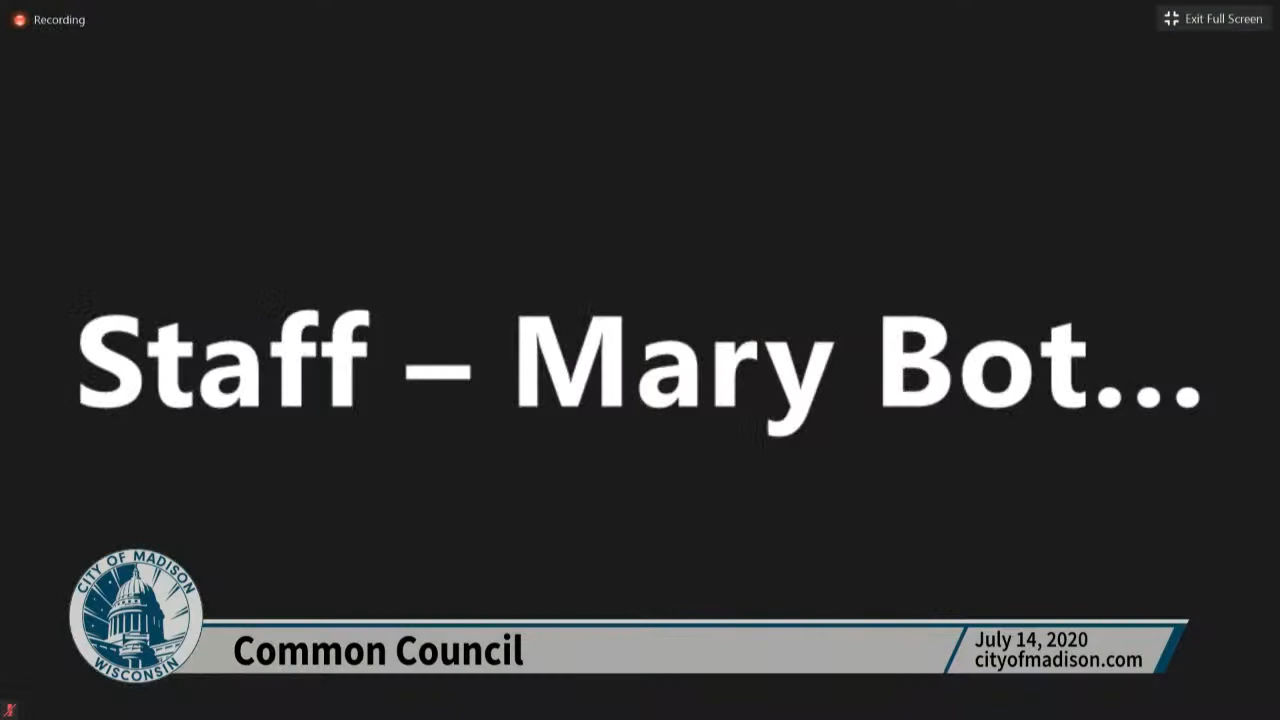 Recording
Exit Full Screen
Staff – Mary Bot...
CITY OF MADISON
WISCONSIN
Common Council
July 14, 2020
cityofmadison.com